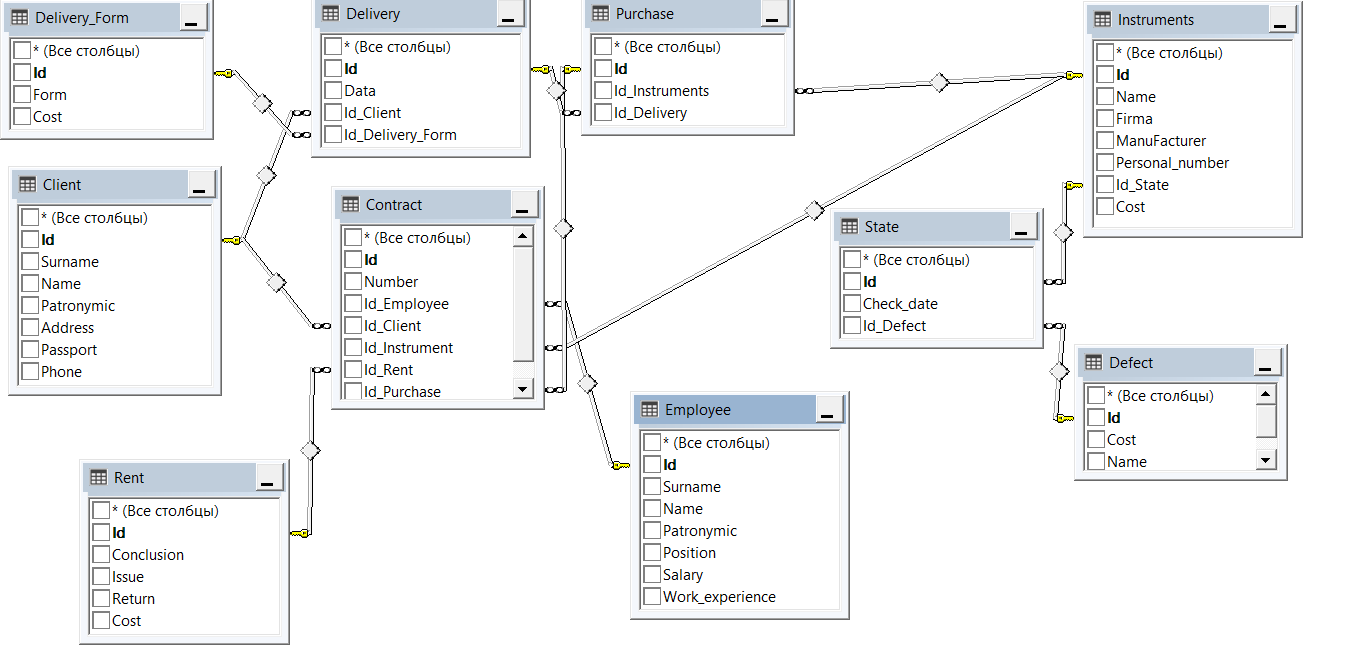 Delivery_Form
* (Все столбцы)
Id
Form
Cost
Delivery
* (Все столбцы)
Id
Data
Id_Client
Id_Delivery_Form
Purchase
* (Все столбцы)
Id
Id_Instruments
Id_Delivery
Instruments
* (Все столбцы)
Id
Name
Firma
ManuFacturer
Personal_number
Id_State
Cost
Client
* (Все столбцы)
Id
Surname
Name
Patronymic
Address
Passport
Phone
Contract
* (Все столбцы)
Id
Number
Id_Employee
Id_Client
Id_Instrument
Id_Rent
Id_Purchase
State
* (Все столбцы)
Id
Check_date
Id_Defect
Defect
* (Все столбцы)
Id
Cost
Name
Employee
* (Все столбцы)
Id
Surname
Name
Patronymic
Position
Salary
Work_experience
Rent
* (Все столбцы)
Id
Conclusion
Issue
Return
Cost